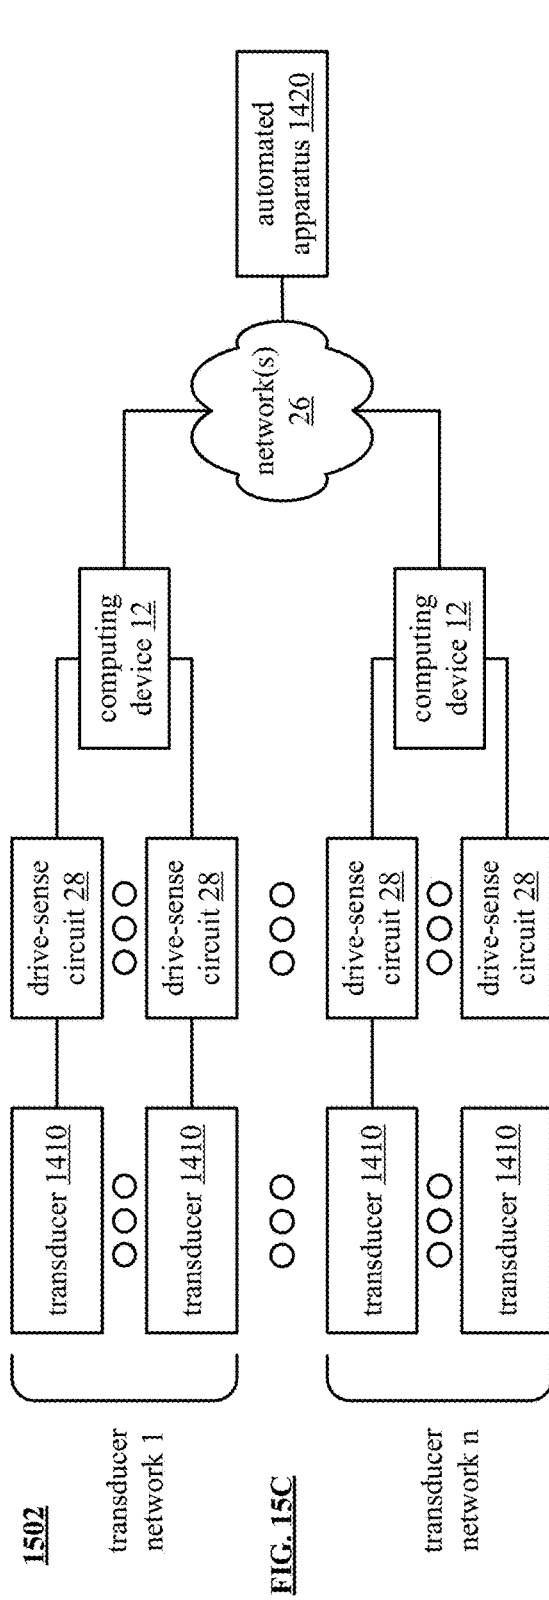 1502
transducer
network 1
transducer 1410
drive-sense
circuit 28
transducer 1410
drive-sense
circuit 28
computing
device 12
FIG. 15C
network(s)
26
automated
apparatus 1420
transducer
network n
transducer 1410
drive-sense
circuit 28
transducer 1410
drive-sense
circuit 28
computing
device 12